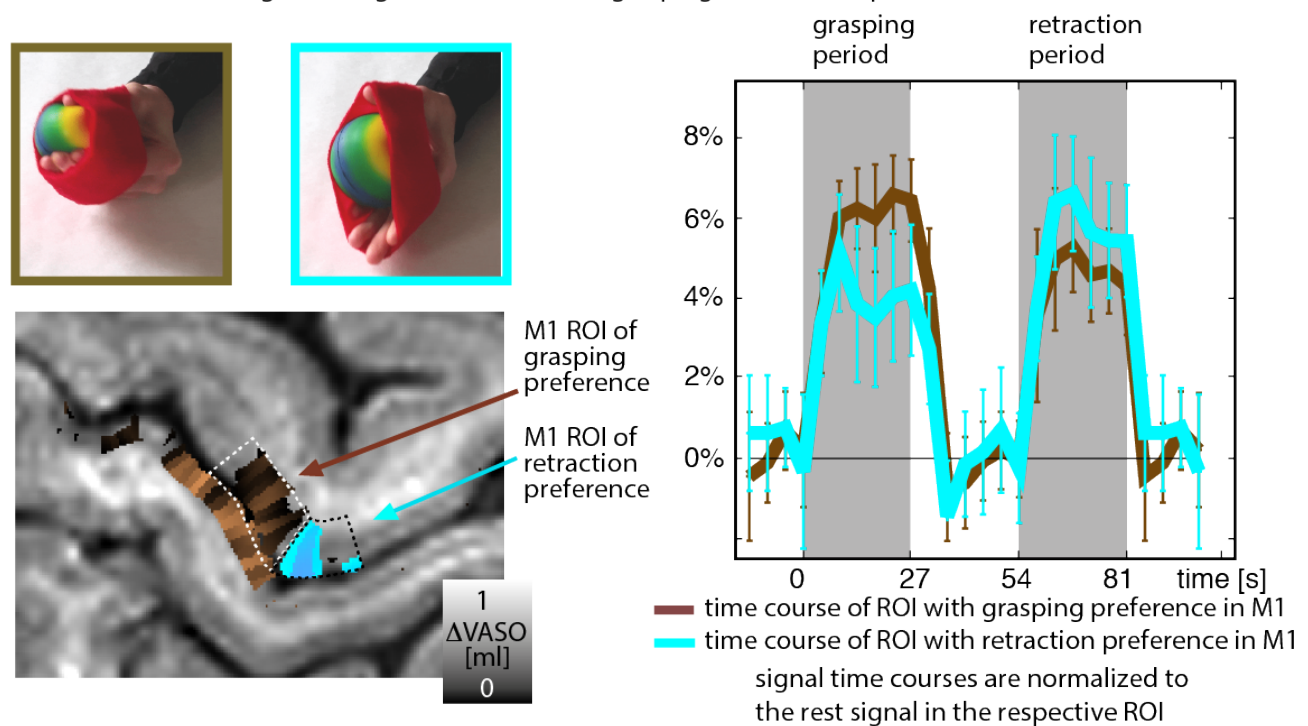 grasping
period
retraction
period
M1 ROI of
grasping
preference
M1 ROI of
retraction
preference
1
ΔVASO
[ml]
0
8%
6%
4%
2%
0%
0 27 54 81 time [s]
time course of ROI with grasping preference in M1
time course of ROI with retraction preference in M1
signal time courses are normalized to
the rest signal in the respective ROI